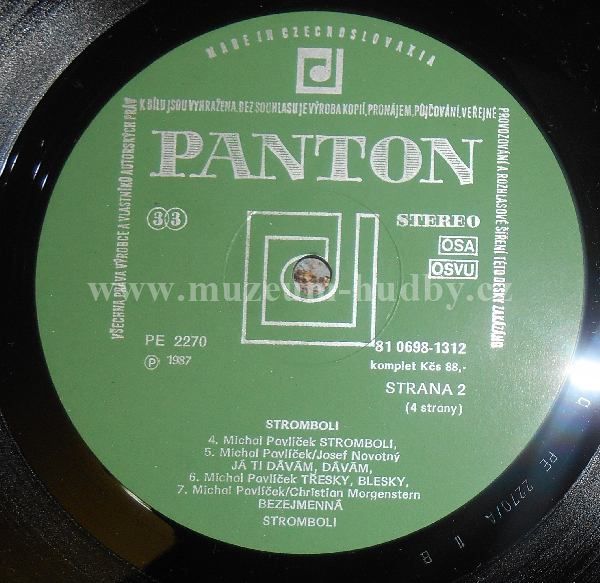 MADE IN CZECHOSLOVAKIA
VŠECHNA PRÁVA VÝROBCE A VLASTNÍKŮ AUTORSKÝCH PRÁV
K DÍLU JSOU VYHRAŽENA. BEZ SOUHLASU JE VÝROBA KOPIÍ, PRONÁJEM, PŮJČOVÁNÍ, VEŘEJNÉ
PROVOZOVÁNÍ A ROZHLASOVÉ ŠÍŘENÍ TÉTO DESKY ZAKÁZÁNO
PANTON
33
STEREO
OSA
OSVU
www.muzeum-hudby.cz
PE 2270
℗ 1987
81 0698-1312
komplet Kčs 88,-
STRANA 2
(4 strany)
STROMBOLI
4. Michal Pavlíček STROMBOLI,
5. Michal Pavlíček/Josef Novotný
JÁ TI DÁVÁM, DÁVÁM,
6. Michal Pavlíček TŘESKY, BLESKY,
7. Michal Pavlíček/Christian Morgenstern
BEZEJMENNÁ
STROMBOLI
PE 2270/A